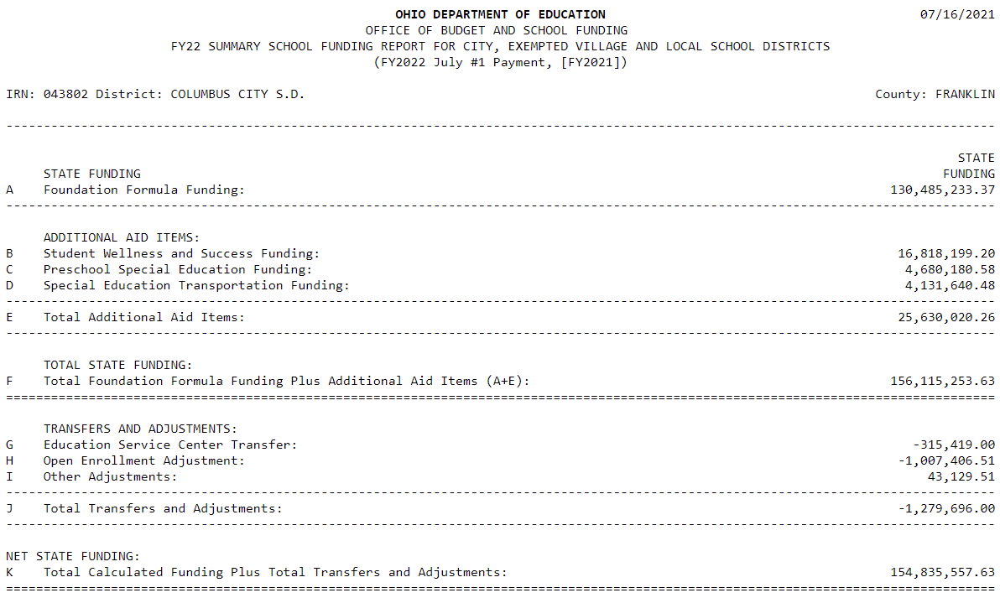 OHIO DEPARTMENT OF EDUCATION 07/16/2021
OFFICE OF BUDGET AND SCHOOL FUNDING
FY22 SUMMARY SCHOOL FUNDING REPORT FOR CITY, EXEMPTED VILLAGE AND LOCAL SCHOOL DISTRICTS
(FY2022 July #1 Payment, [FY2021])
IRN: 043802 District: COLUMBUS CITY S.D. County: FRANKLIN
STATE
STATE FUNDING FUNDING
A Foundation Formula Funding: 130,485,233.37
ADDITIONAL AID ITEMS:
B Student Wellness and Success Funding: 16,818,199.20
C Preschool Special Education Funding: 4,680,180.58
D Special Education Transportation Funding: 4,131,640.48
E Total Additional Aid Items: 25,630,020.26
TOTAL STATE FUNDING:
F Total Foundation Formula Funding Plus Additional Aid Items (A+E): 156,115,253.63
TRANSFERS AND ADJUSTMENTS:
G Education Service Center Transfer: -315,419.00
H Open Enrollment Adjustment: -1,007,406.51
I Other Adjustments: 43,129.51
J Total Transfers and Adjustments: -1,279,696.00
NET STATE FUNDING:
K Total Calculated Funding Plus Total Transfers and Adjustments: 154,835,557.63